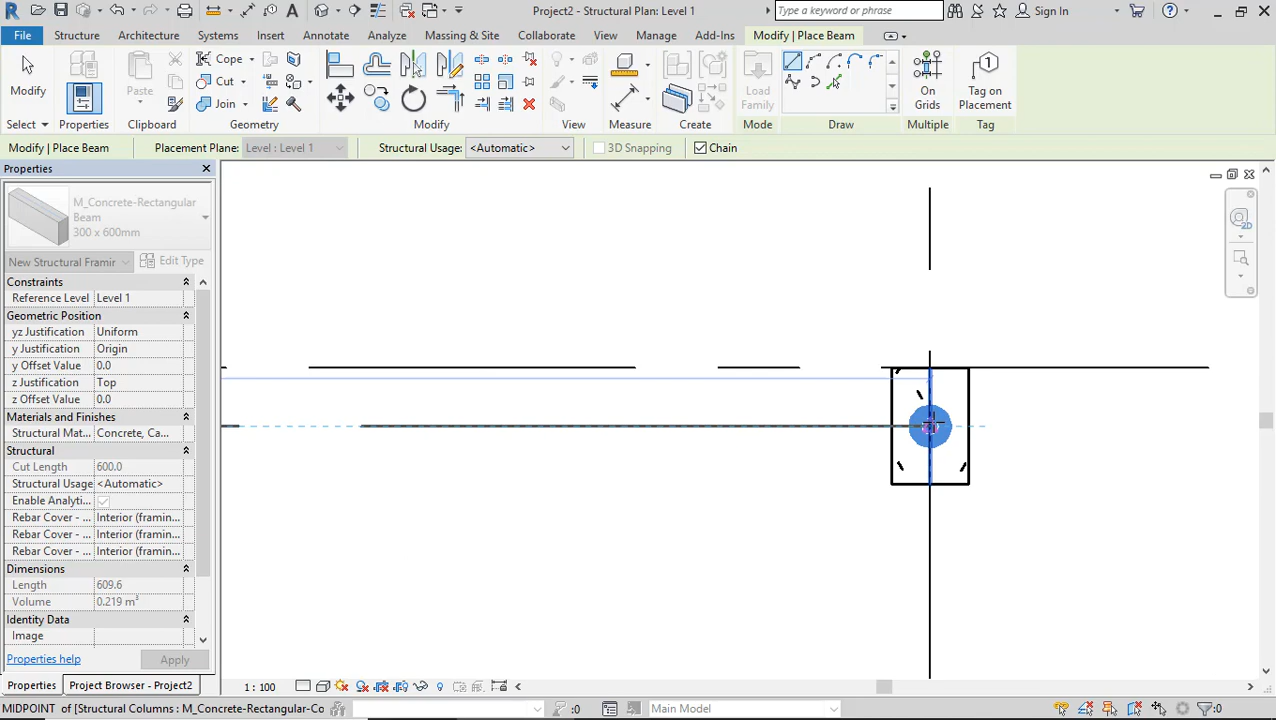 Project2 - Structural Plan: Level 1
Type a keyword or phrase
Sign In
File
Structure
Architecture
Systems
Insert
Annotate
Analyze
Massing & Site
Collaborate
View
Manage
Add-Ins
Modify | Place Beam
Modify
Paste
Cope
Cut
Join
Load
Family
On
Grids
1
Tag on
Placement
Select
Properties
Clipboard
Geometry
Modify
View
Measure
Create
Mode
Draw
Multiple
Tag
Modify | Place Beam
Placement Plane:
Level : Level 1
Structural Usage:
<Automatic>
3D Snapping
Chain
Properties
M_Concrete-Rectangular
Beam
300 x 600mm
New Structural Framir
Edit Type
Constraints
Reference Level Level 1
Geometric Position
yz Justification Uniform
y Justification Origin
y Offset Value 0.0
z Justification Top
z Offset Value 0.0
Materials and Finishes
Structural Mat... Concrete, Ca...
Structural
Cut Length 600.0
Structural Usage <Automatic>
Enable Analyti...
Rebar Cover - ... Interior (framin...
Rebar Cover - ... Interior (framin...
Rebar Cover - ... Interior (framin...
Dimensions
Length 609.6
Volume 0.219 m³
Identity Data
Image
Properties help
Apply
Properties
Project Browser - Project2
1 : 100
2D
MIDPOINT of [Structural Columns : M_Concrete-Rectangular-Co
:0
Main Model
:0